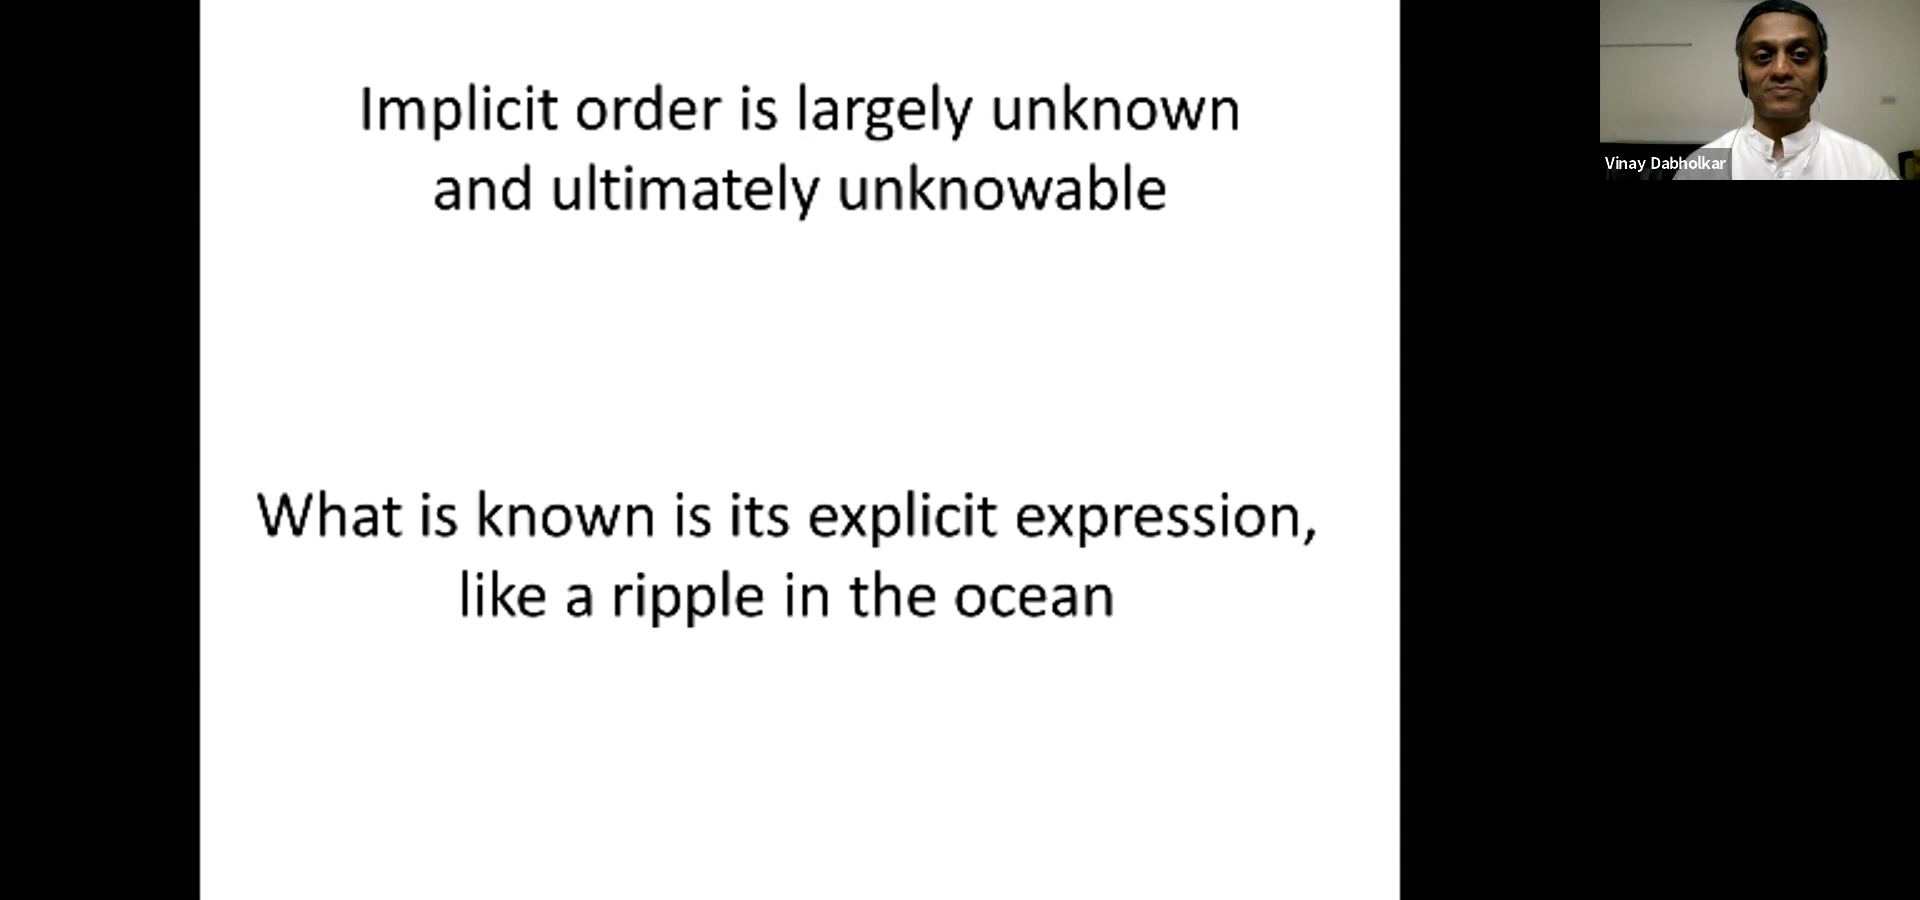 Implicit order is largely unknown
and ultimately unknowable
What is known is its explicit expression,
like a ripple in the ocean
Vinay Dabholkar